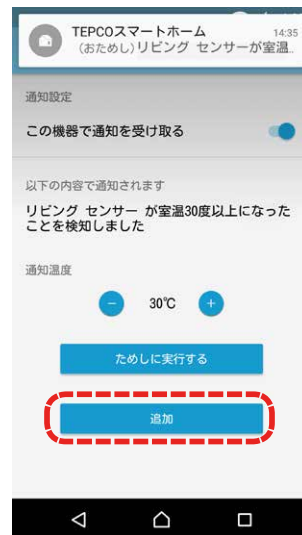 TEPCOスマートホーム 14:35
(おためし)リビング センサーが室温..
通知設定
この機器で通知を受け取る
以下の内容で通知されます
リビング センサー が室温30度以上になった
ことを検知しました
通知温度
− 30℃ +
ためしに実行する
追加